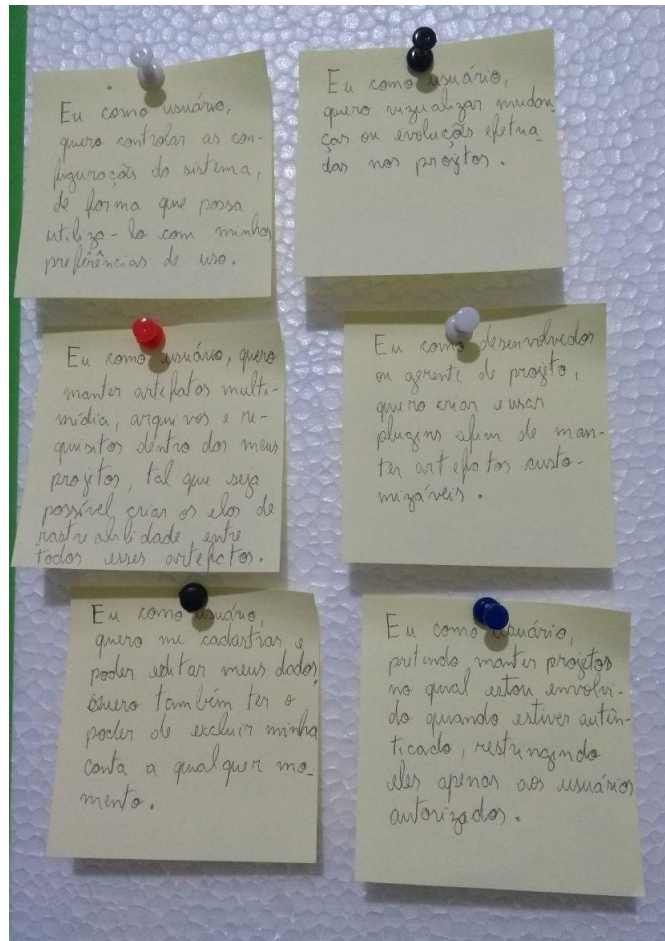 Eu como usuário,
quero controlar as con-
figurações do sistema,
de forma que possa
utiliza-lo com minhas
preferências de uso.
Eu como usuário,
quero vizualizar mudan_
ças ou evoluções efetua_
das nos projetos.
Eu como usuário, quero
manter artefatos multi-
mídia, arquivos e re-
quisitos dentro dos meus
projetos, tal que seja
possível criar os elos de
rastreabilidade entre
todos esses artefatos.
Eu como desenvolvedor
ou gerente de projeto,
quero criar e usar
plugins afim de man-
ter artefatos custo-
mizáveis.
Eu como usuário,
quero me cadastrar e
poder editar meus dados,
Quero também ter o
poder de excluir minha
conta a qualquer mo_
mento.
Eu como usuário,
pretendo manter projetos
no qual estou envolvi-
do quando estiver autên-
ticado, restringindo
eles apenas aos usuários
autorizados.